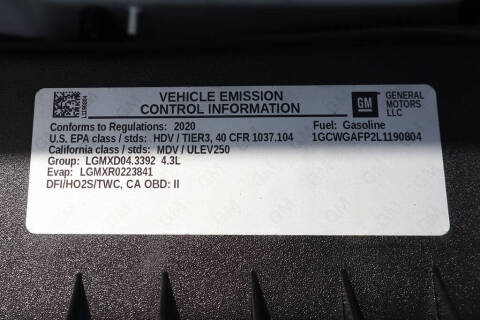 VEHICLE EMISSION
CONTROL INFORMATION
L1190804
GM
GENERAL
MOTORS
LLC
Conforms to Regulations: 2020
Fuel: Gasoline
U.S. EPA class / stds: HDV / TIER3, 40 CFR 1037.104
1GCWGAFP2L1190804
California class / stds: MDV / ULEV250
Group: LGMXD04.3392 4.3L
Evap: LGMXR0223841
DFI/HO2S/TWC, CA OBD: II